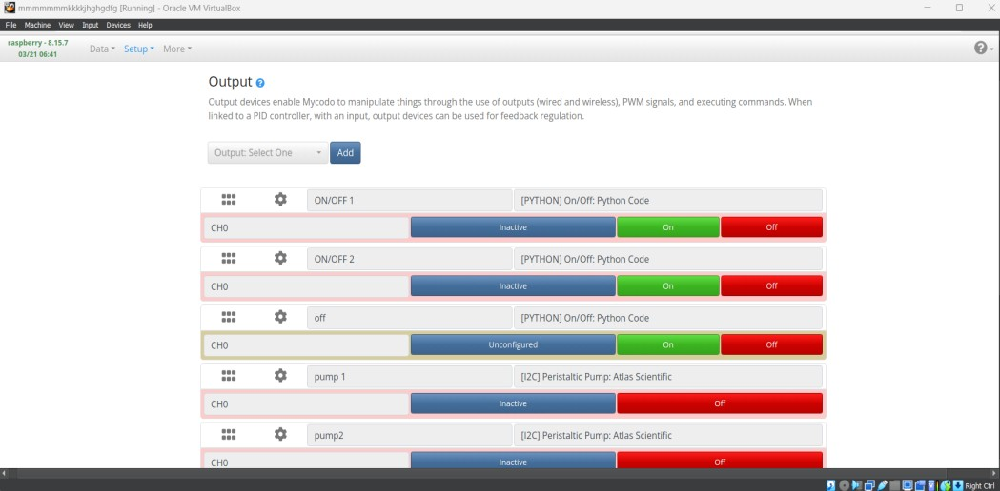 mmmmmmmkkkkjhghgdfg [Running] - Oracle VM VirtualBox
File Machine View Input Devices Help
raspberry - 8.15.7
03/21 06:41
Data Setup More
Output
Output devices enable Mycodo to manipulate things through the use of outputs (wired and wireless), PWM signals, and executing commands. When
linked to a PID controller, with an input, output devices can be used for feedback regulation.
Output: Select One Add
ON/OFF 1 [PYTHON] On/Off: Python Code
CH0 Inactive On Off
ON/OFF 2 [PYTHON] On/Off: Python Code
CH0 Inactive On Off
off [PYTHON] On/Off: Python Code
CH0 Unconfigured On Off
pump 1 [I2C] Peristaltic Pump: Atlas Scientific
CH0 Inactive Off
pump2 [I2C] Peristaltic Pump: Atlas Scientific
CH0 Inactive Off
Right Ctrl